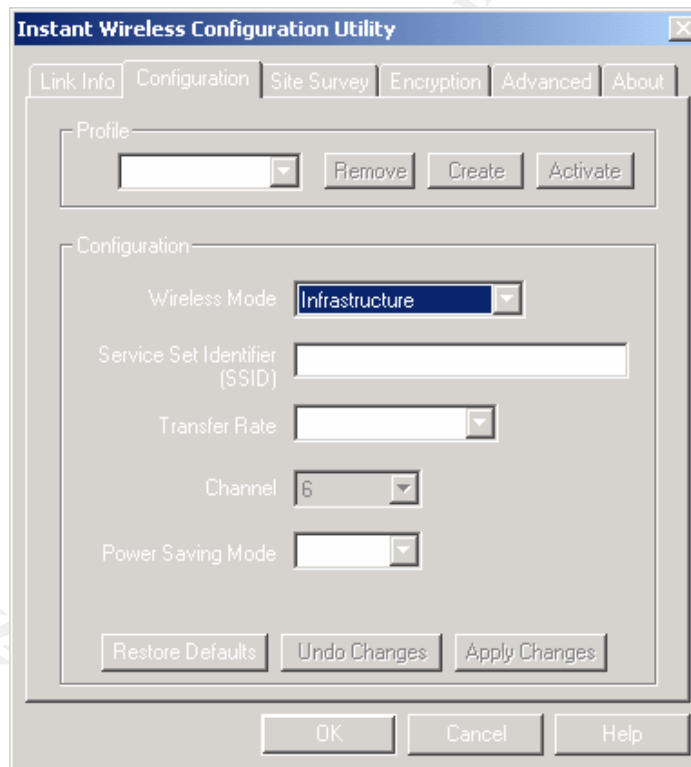 Instant Wireless Configuration Utility
Link Info Configuration Site Survey Encryption Advanced About
Profile
Remove Create Activate
Configuration
Wireless Mode Infrastructure
Service Set Identifier
(SSID)
Transfer Rate
Channel 6
Power Saving Mode
Restore Defaults Undo Changes Apply Changes
OK Cancel Help